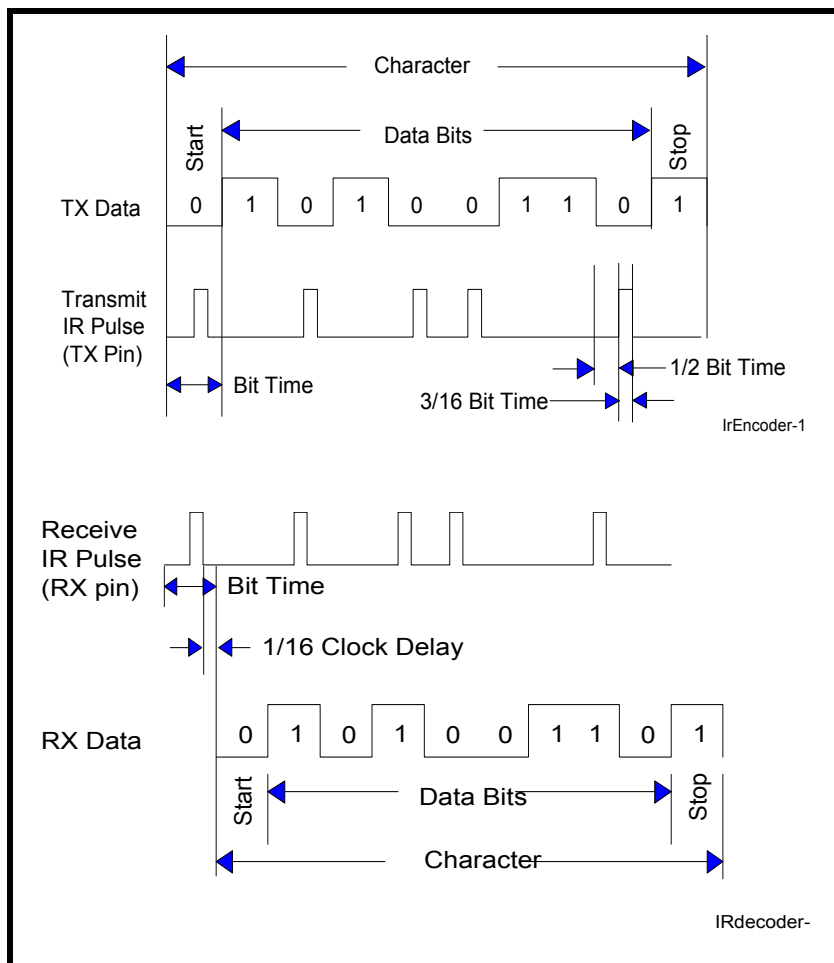 Character
Start
Data Bits
Stop
TX Data
0 1 0 1 0 0 1 1 0 1
Transmit
IR Pulse
(TX Pin)
Bit Time
1/2 Bit Time
3/16 Bit Time
IrEncoder-1
Receive
IR Pulse
(RX pin)
Bit Time
1/16 Clock Delay
RX Data
0 1 0 1 0 0 1 1 0 1
Start
Data Bits
Stop
Character
IRdecoder-